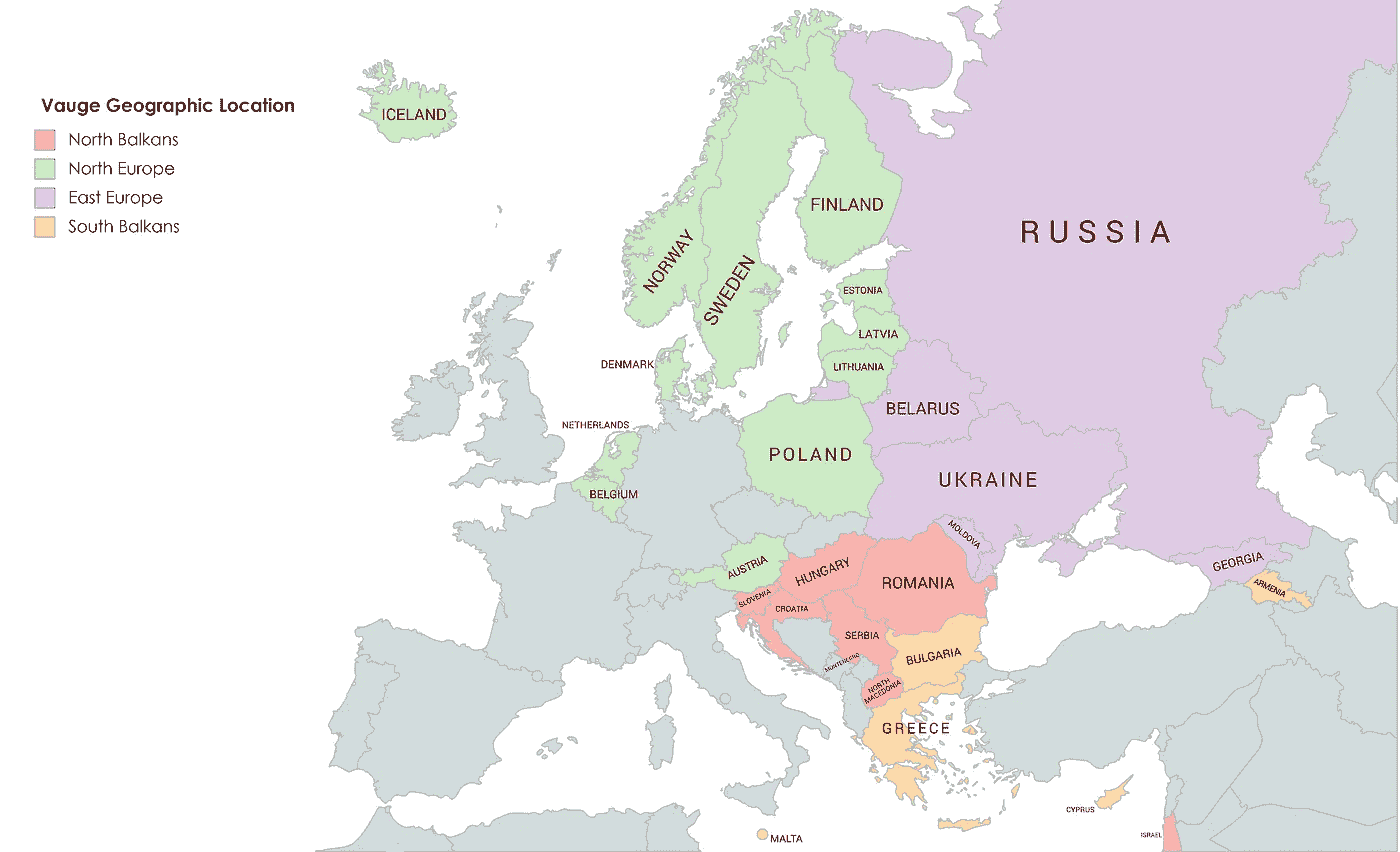 Vauge Geographic Location
North Balkans
North Europe
East Europe
South Balkans
ICELAND
NORWAY
SWEDEN
FINLAND
RUSSIA
ESTONIA
LATVIA
LITHUANIA
DENMARK
BELARUS
NETHERLANDS
POLAND
UKRAINE
BELGIUM
MOLDOVA
AUSTRIA
HUNGARY
ROMANIA
GEORGIA
ARMENIA
SLOVENIA
CROATIA
SERBIA
BULGARIA
MONTENEGRO
NORTH
MACEDONIA
GREECE
CYPRUS
MALTA
ISRAEL